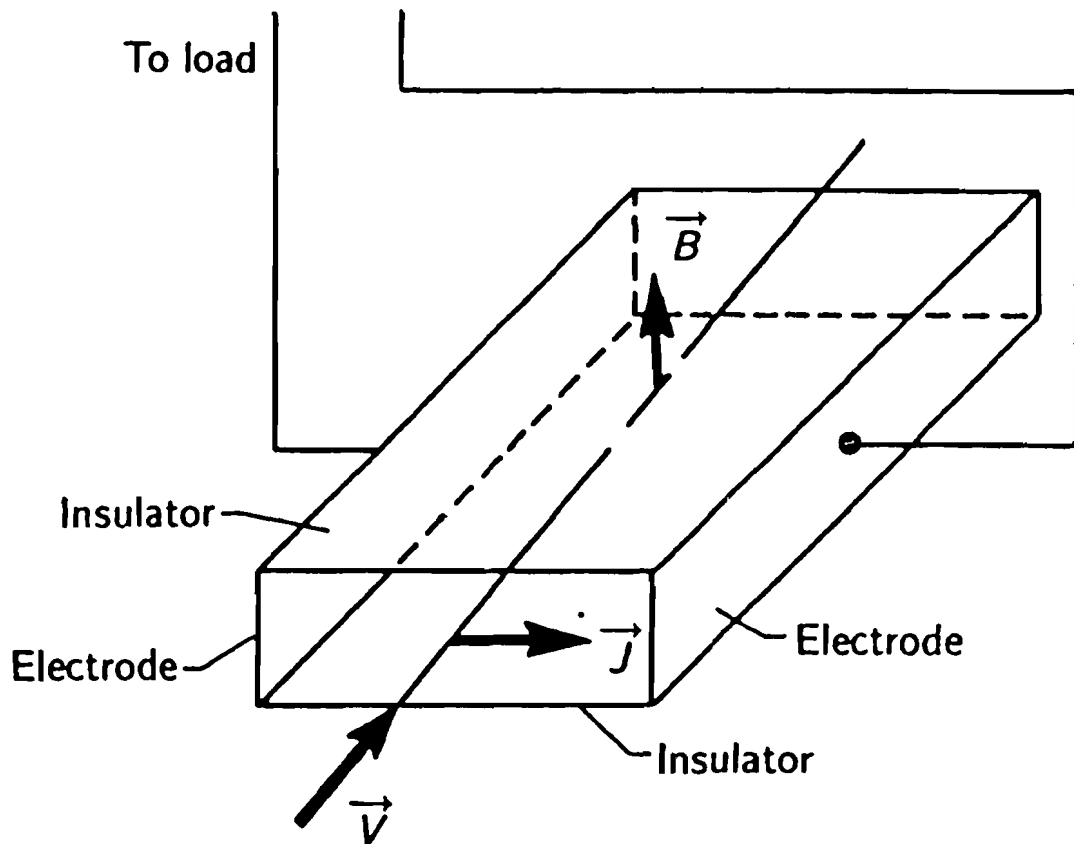 To load
B
Insulator
J
Electrode
Electrode
Insulator
V